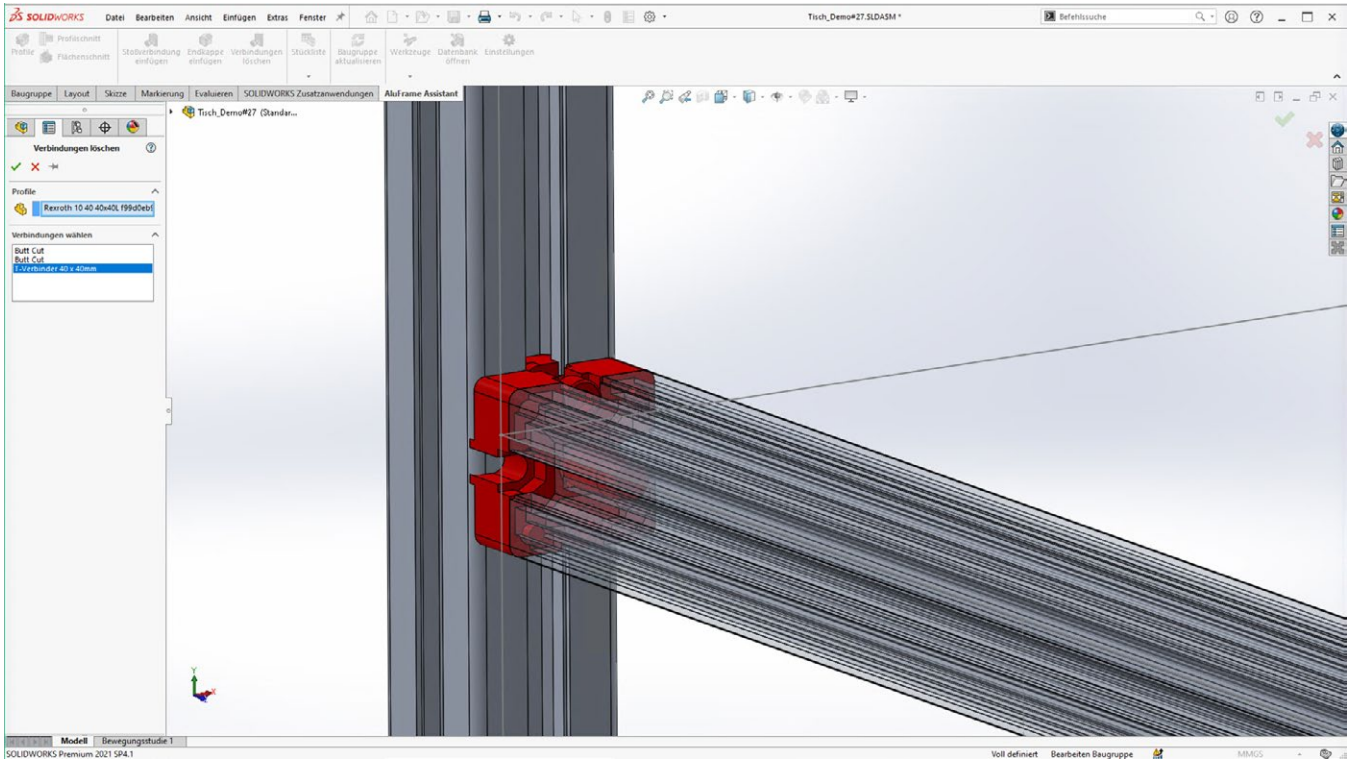 SOLIDWORKS Datei Bearbeiten Ansicht Einfügen Extras Fenster Tisch_Demo#27.SLDASM * Befehlssuche
Profile Profilschnitt Flächenschnitt Stoßverbindung einfügen Endkappe einfügen Verbindungen löschen Stückliste Baugruppe aktualisieren Werkzeuge Datenbank öffnen Einstellungen
Baugruppe Layout Skizze Markierung Evaluieren SOLIDWORKS Zusatzanwendungen AluFrame Assistant
Tisch_Demo#27 (Standar...
Verbindungen löschen
Profile
Rexroth 10 40 40x40L f99d0eb
Verbindungen wählen
Butt Cut
Butt Cut
T-Verbinder 40 x 40mm
Y
X
Modell Bewegungsstudie 1
SOLIDWORKS Premium 2021 SP4.1 Voll definiert Bearbeiten Baugruppe MMGS